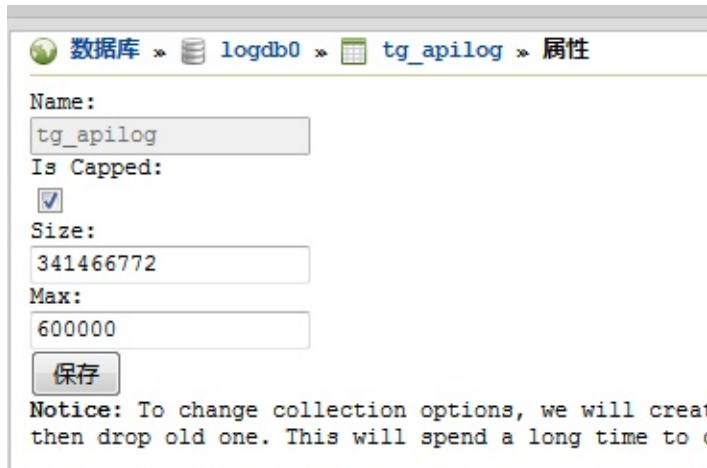 数据库 » logdb0 » tg_apilog » 属性
Name:
tg_apilog
Is Capped:
Size:
341466772
Max:
600000
保存
Notice: To change collection options, we will
then drop old one. This will spend a long time to